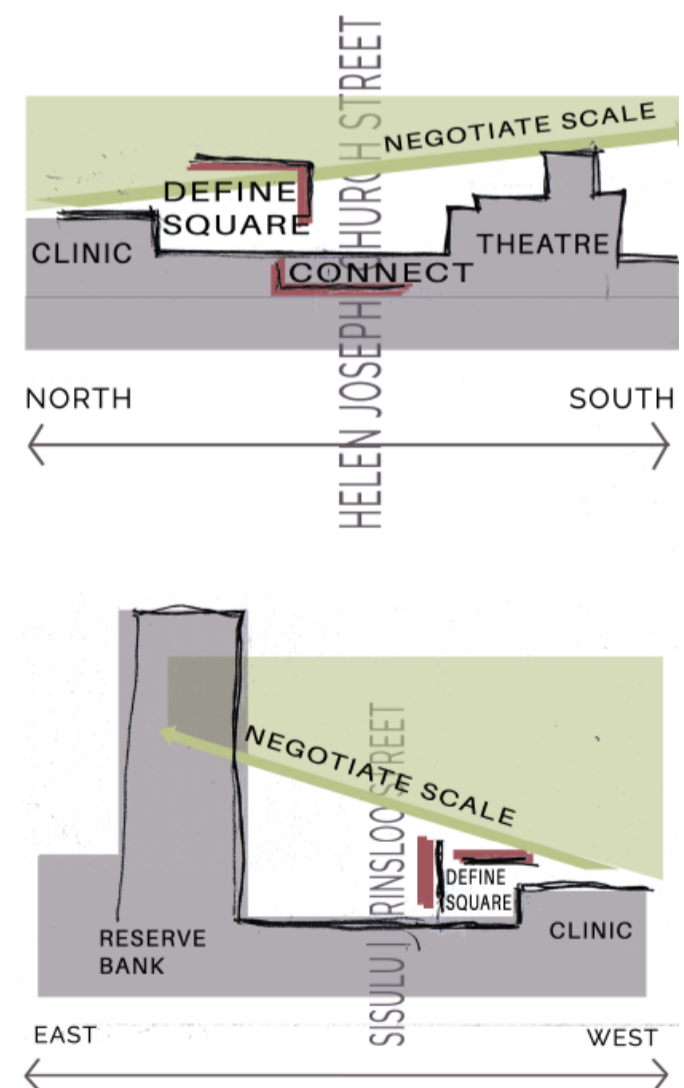 HELEN JOSEPH CHURCH STREET
NEGOTIATE SCALE
DEFINE
SQUARE
CLINIC
THEATRE
CONNECT
NORTH
SOUTH
NEGOTIATE SCALE
SISULU
RINSLOO STREET
DEFINE
SQUARE
RESERVE
BANK
CLINIC
EAST
WEST